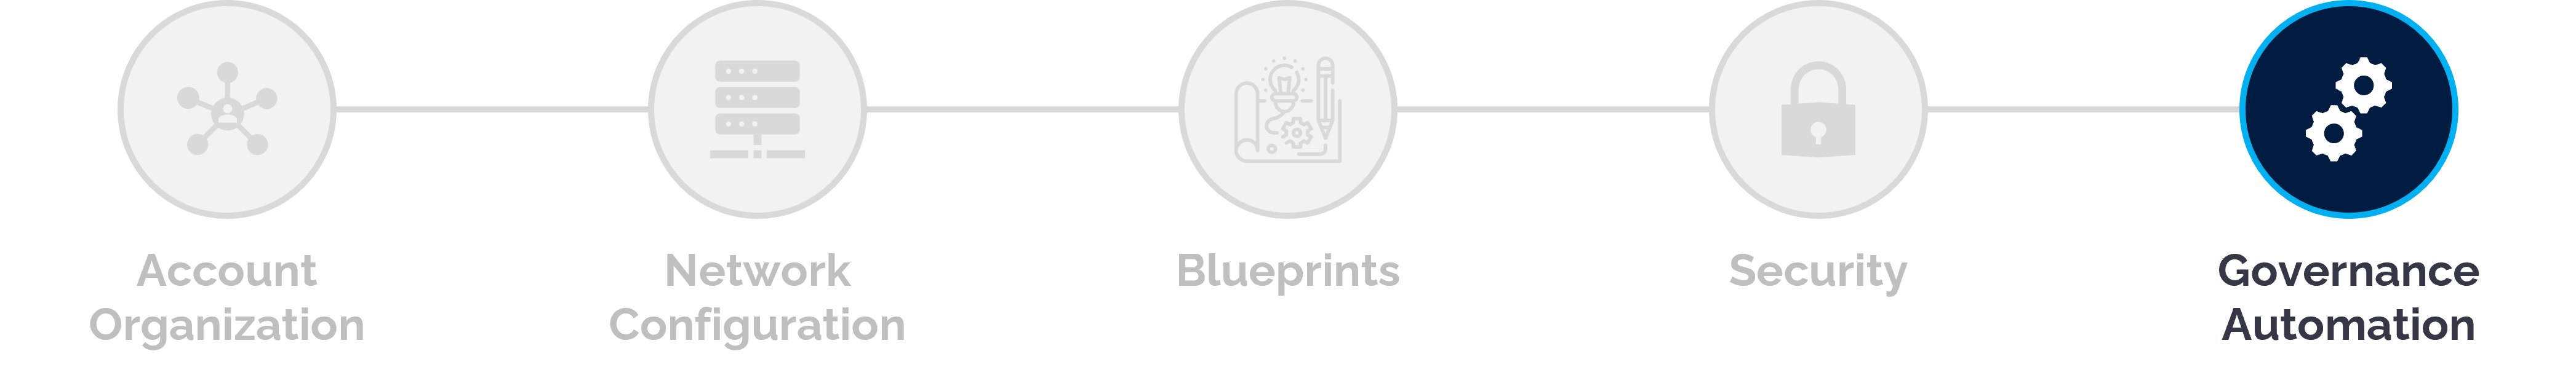 Account
Organization
Network
Configuration
Blueprints
Security
Governance
Automation